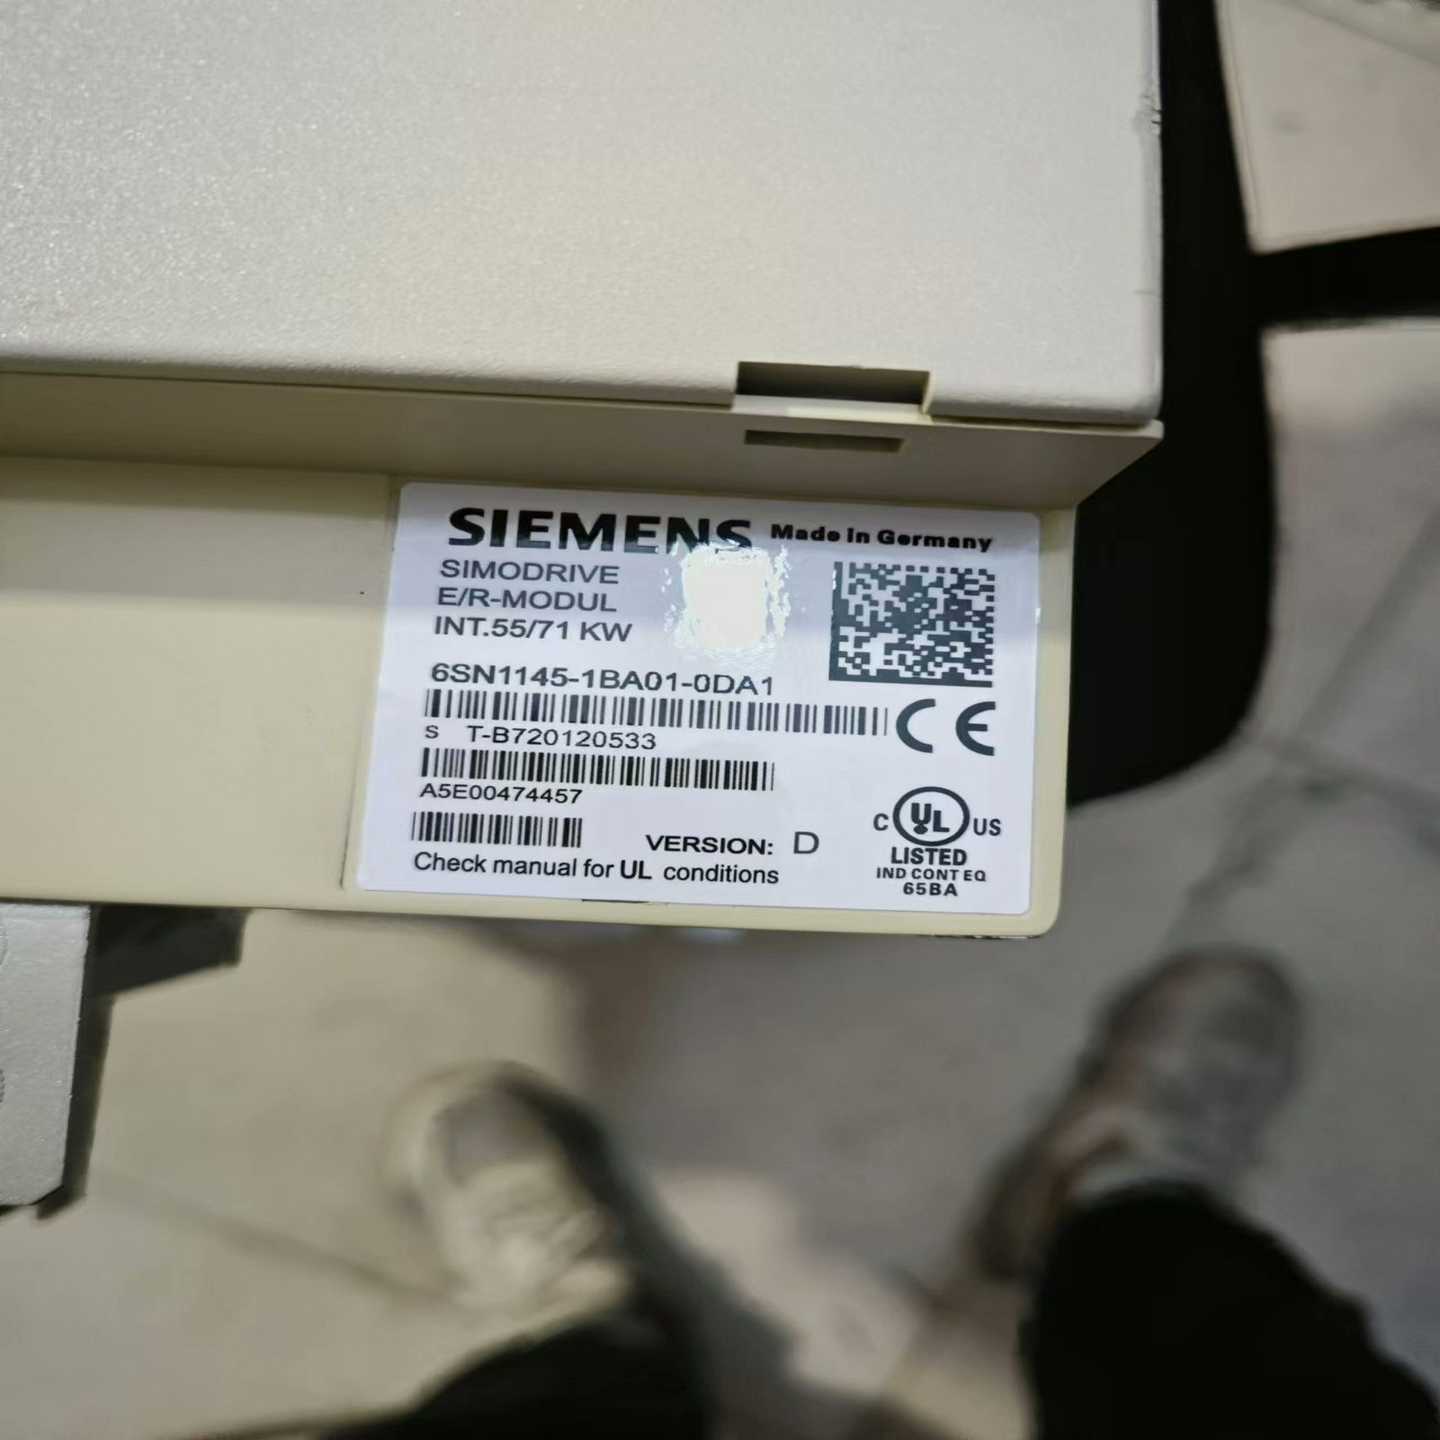 SIEMENS Made in Germany
SIMODRIVE
E/R-MODUL
INT.55/71 KW
6SN1145-1BA01-0DA1
S T-B720120533
A5E00474457
VERSION: D
Check manual for UL conditions
CE
C UL US
LISTED
IND CONT EQ
65BA